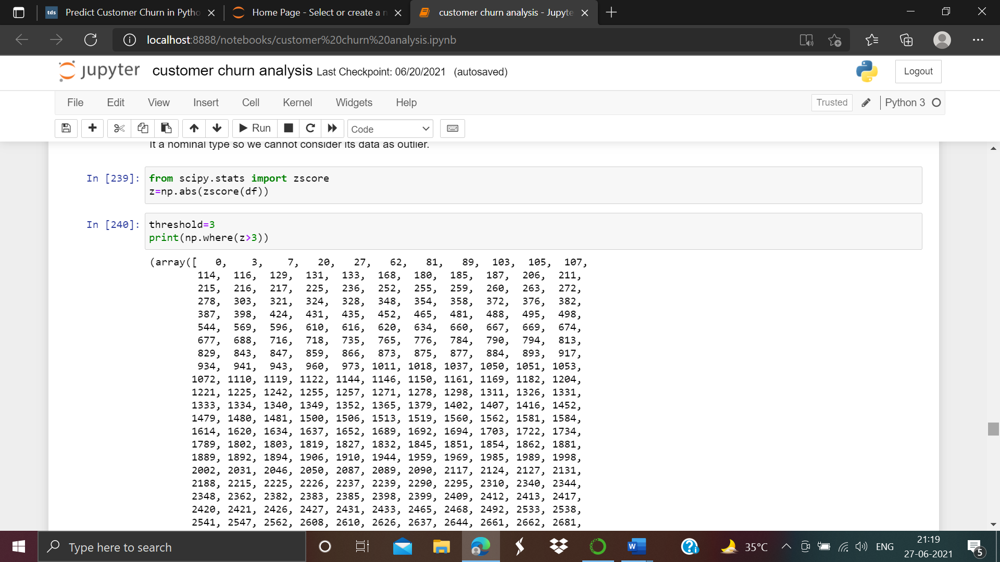 tds Predict Customer Churn in Pytho
Home Page - Select or create a n
customer churn analysis - Jupyte
localhost:8888/notebooks/customer%20churn%20analysis.ipynb
jupyter customer churn analysis Last Checkpoint: 06/20/2021 (autosaved)
Logout
File Edit View Insert Cell Kernel Widgets Help
Trusted Python 3
Run Code
It a nominal type so we cannot consider its data as outlier.
In [239]: from scipy.stats import zscore
z=np.abs(zscore(df))
In [240]: threshold=3
print(np.where(z>3))
(array([   0,    3,    7,   20,   27,   62,   81,   89,  103,  105,  107,
114,  116,  129,  131,  133,  168,  180,  185,  187,  206,  211,
215,  216,  217,  225,  236,  252,  255,  259,  260,  263,  272,
278,  303,  321,  324,  328,  348,  354,  358,  372,  376,  382,
387,  398,  424,  431,  435,  452,  465,  481,  488,  495,  498,
544,  569,  596,  610,  616,  620,  634,  660,  667,  669,  674,
677,  688,  716,  718,  735,  765,  776,  784,  790,  794,  813,
829,  843,  847,  859,  866,  873,  875,  877,  884,  893,  917,
934,  941,  943,  960,  973, 1011, 1018, 1037, 1050, 1051, 1053,
1072, 1110, 1119, 1122, 1144, 1146, 1150, 1161, 1169, 1182, 1204,
1221, 1225, 1242, 1255, 1257, 1271, 1278, 1298, 1311, 1326, 1331,
1333, 1334, 1340, 1349, 1352, 1365, 1379, 1402, 1407, 1416, 1452,
1479, 1480, 1481, 1500, 1506, 1513, 1519, 1560, 1562, 1581, 1584,
1614, 1620, 1634, 1637, 1652, 1689, 1692, 1694, 1703, 1722, 1734,
1789, 1802, 1803, 1819, 1827, 1832, 1845, 1851, 1854, 1862, 1881,
1889, 1892, 1894, 1906, 1910, 1944, 1959, 1969, 1985, 1989, 1998,
2002, 2031, 2046, 2050, 2087, 2089, 2090, 2117, 2124, 2127, 2131,
2188, 2215, 2225, 2226, 2237, 2239, 2290, 2295, 2310, 2340, 2344,
2348, 2362, 2382, 2383, 2385, 2398, 2399, 2409, 2412, 2413, 2417,
2420, 2421, 2426, 2427, 2431, 2433, 2465, 2468, 2492, 2533, 2538,
2541, 2547, 2562, 2608, 2610, 2626, 2637, 2644, 2661, 2662, 2681,
Type here to search
W
35°C
ENG
21:19
27-06-2021
5